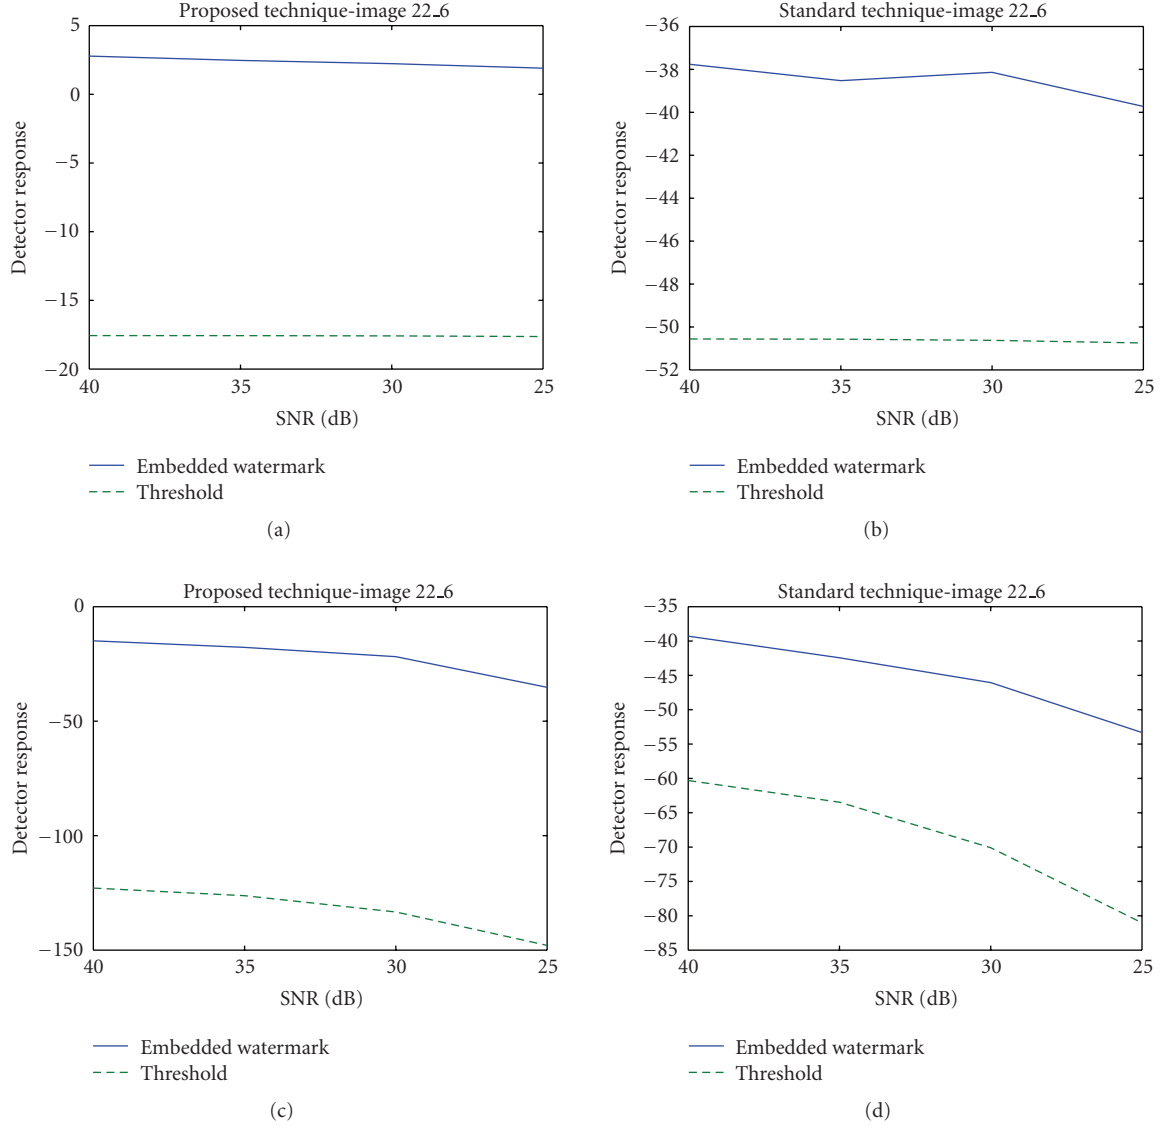 Proposed technique-image 22_6
5
0
−5
−10
−15
−20
Detector response
40
35
30
25
SNR (dB)
Embedded watermark
Threshold
(a)
Standard technique-image 22_6
−36
−38
−40
−42
−44
−46
−48
−50
−52
Detector response
40
35
30
25
SNR (dB)
Embedded watermark
Threshold
(b)
Proposed technique-image 22_6
0
−50
−100
−150
Detector response
40
35
30
25
SNR (dB)
Embedded watermark
Threshold
(c)
Standard technique-image 22_6
−35
−40
−45
−50
−55
−60
−65
−70
−75
−80
−85
Detector response
40
35
30
25
SNR (dB)
Embedded watermark
Threshold
(d)